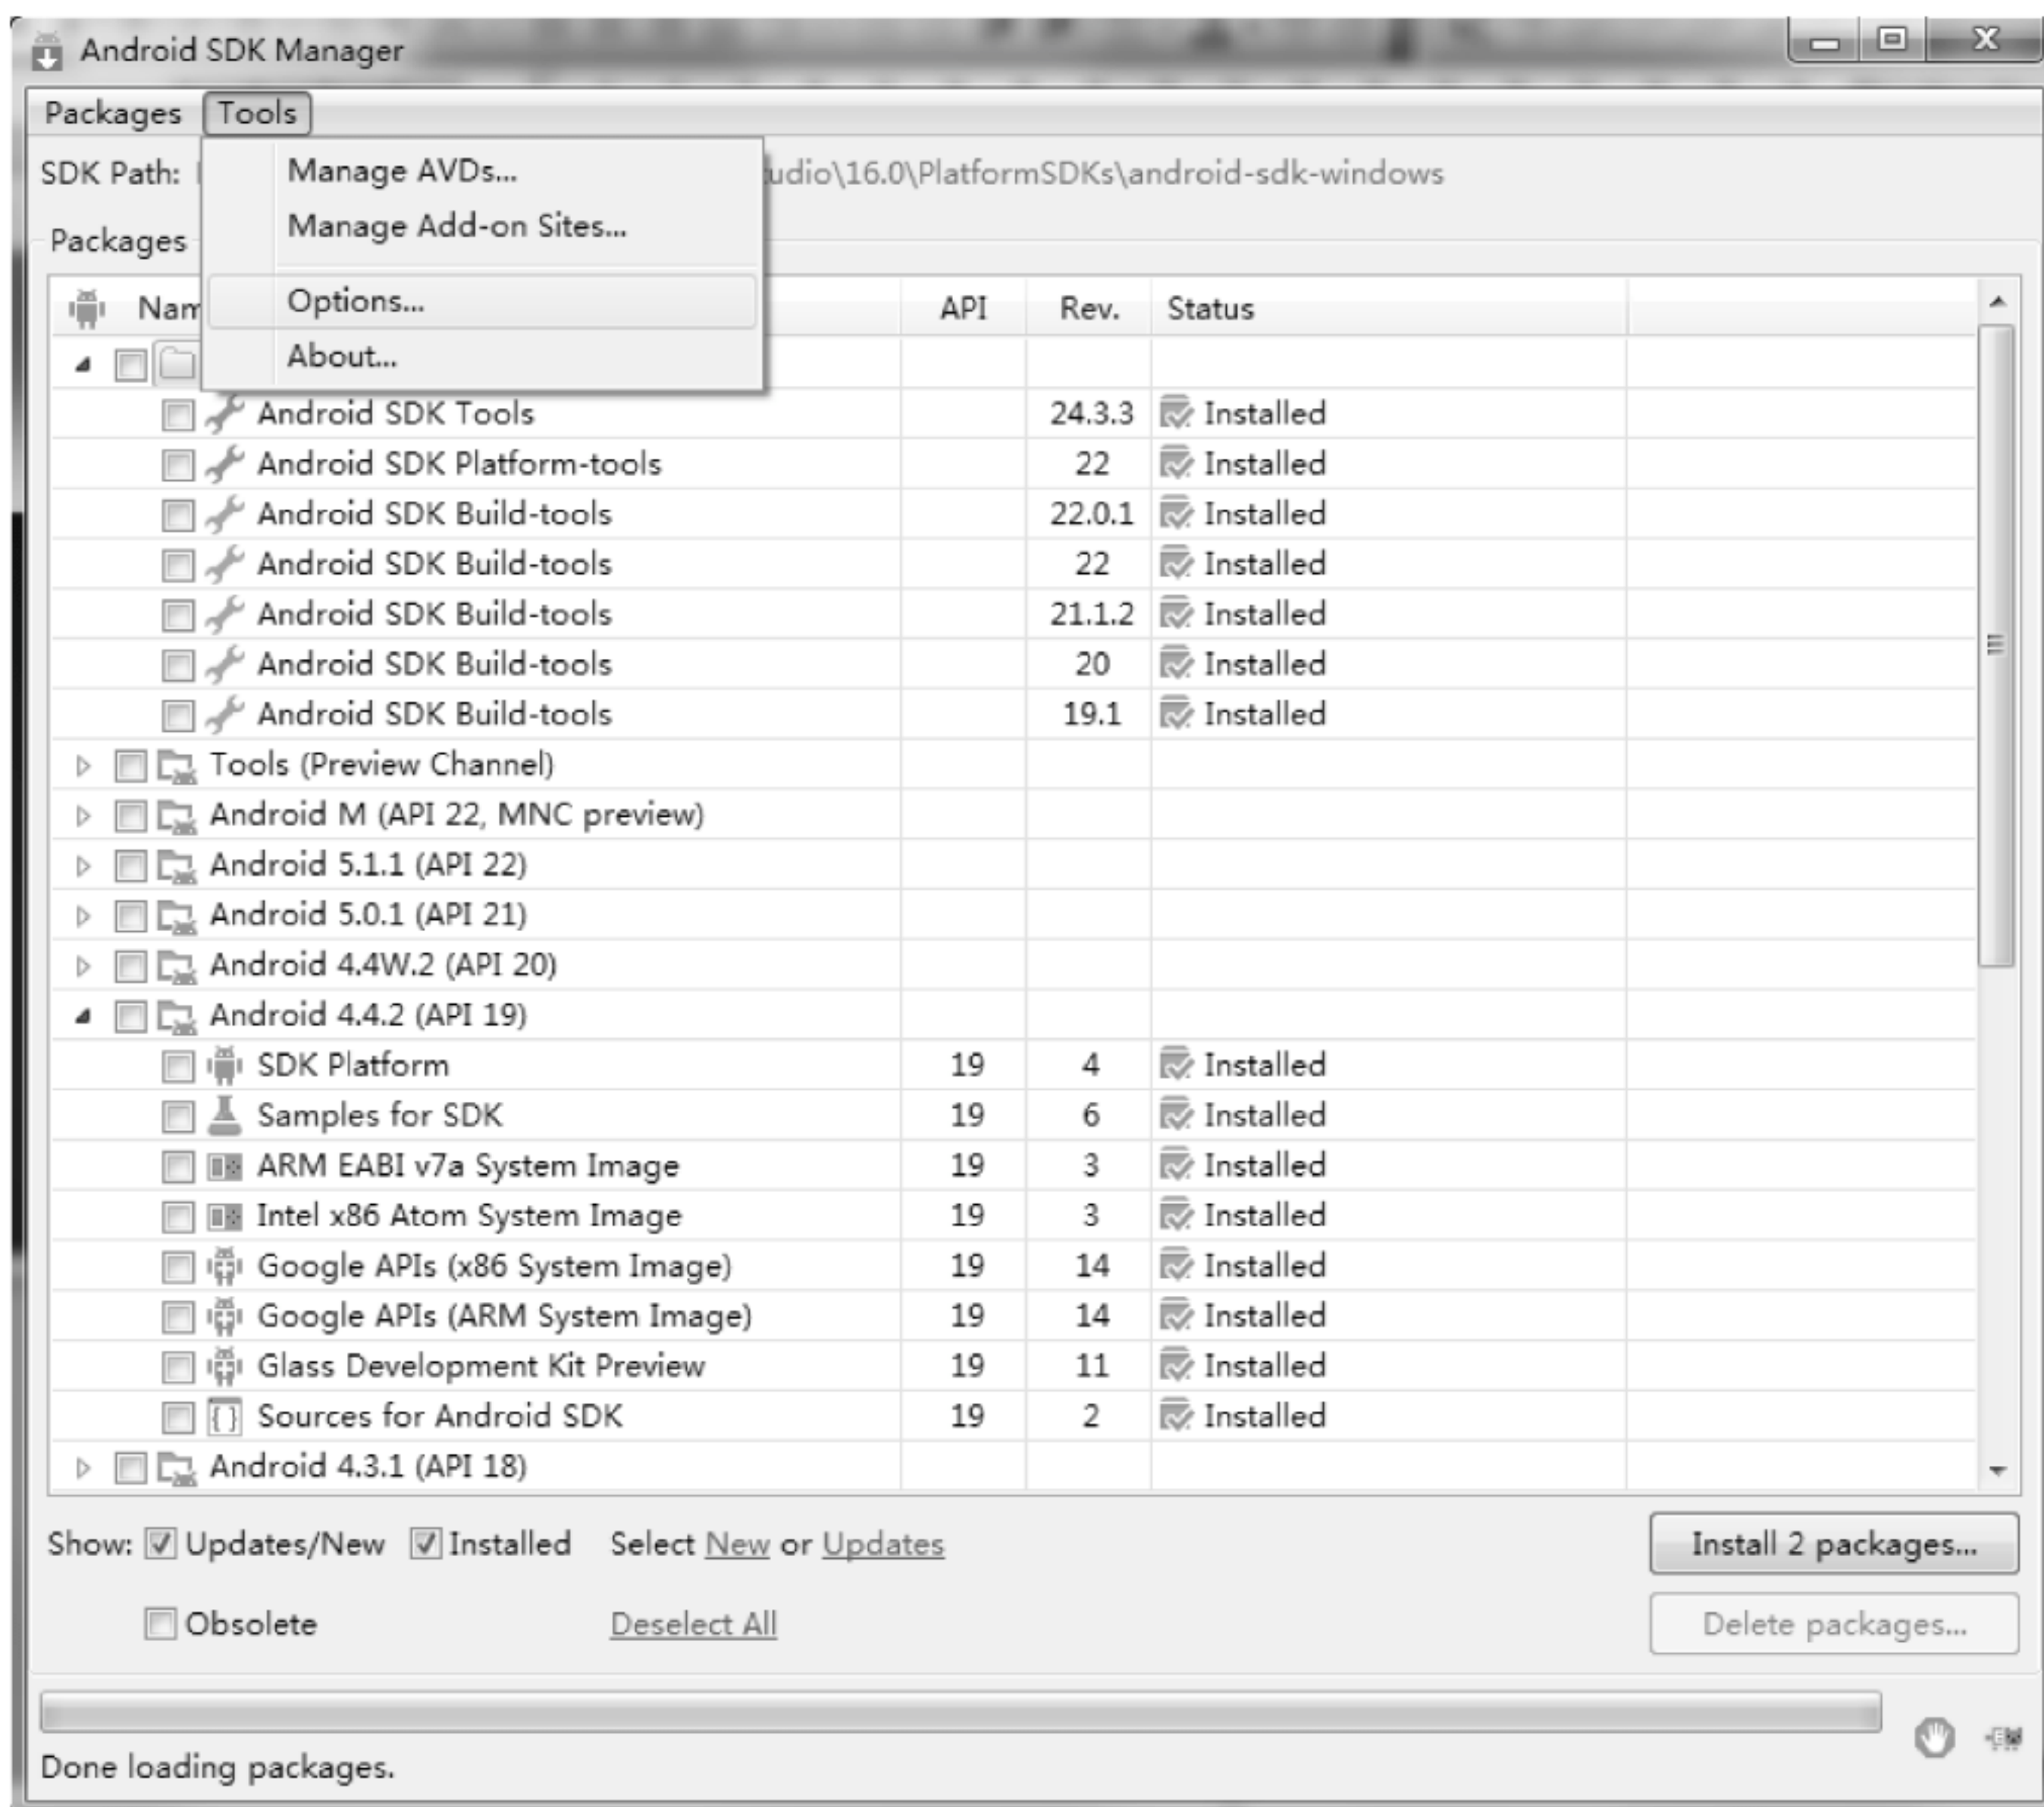 Android SDK Manager
Packages Tools
SDK Path: udio\16.0\PlatformSDKs\android-sdk-windows
Manage AVDs...
Manage Add-on Sites...
Packages
Options...
About...
API Rev. Status
Android SDK Tools 24.3.3 Installed
Android SDK Platform-tools 22 Installed
Android SDK Build-tools 22.0.1 Installed
Android SDK Build-tools 22 Installed
Android SDK Build-tools 21.1.2 Installed
Android SDK Build-tools 20 Installed
Android SDK Build-tools 19.1 Installed
Tools (Preview Channel)
Android M (API 22, MNC preview)
Android 5.1.1 (API 22)
Android 5.0.1 (API 21)
Android 4.4W.2 (API 20)
Android 4.4.2 (API 19)
SDK Platform 19 4 Installed
Samples for SDK 19 6 Installed
ARM EABI v7a System Image 19 3 Installed
Intel x86 Atom System Image 19 3 Installed
Google APIs (x86 System Image) 19 14 Installed
Google APIs (ARM System Image) 19 14 Installed
Glass Development Kit Preview 19 11 Installed
Sources for Android SDK 19 2 Installed
Android 4.3.1 (API 18)
Show: Updates/New Installed Select New or Updates Install 2 packages...
Obsolete Deselect All Delete packages...
Done loading packages.